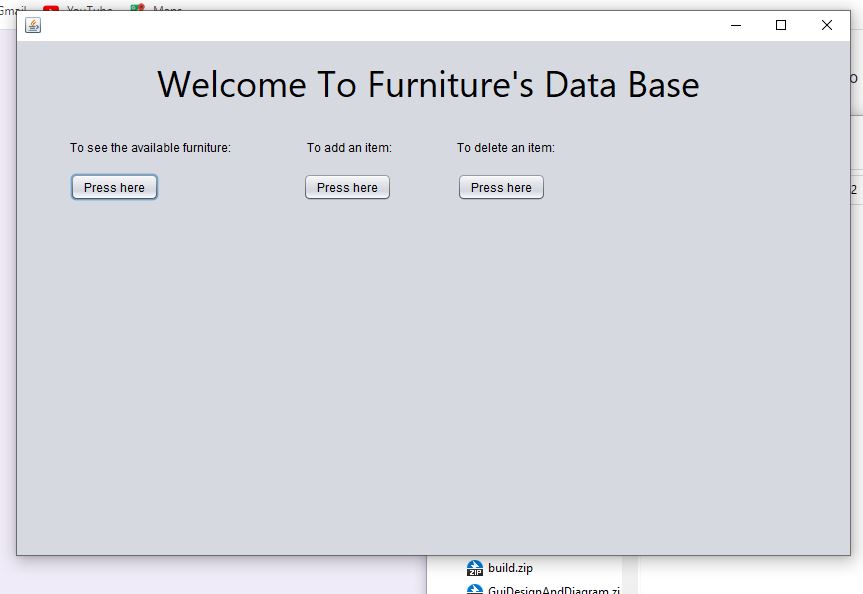 YouTube
Maps
Welcome To Furniture's Data Base
To see the available furniture: To add an item: To delete an item:
Press here Press here Press here
2
build.zip
GuiDesignAndDiagram.zi